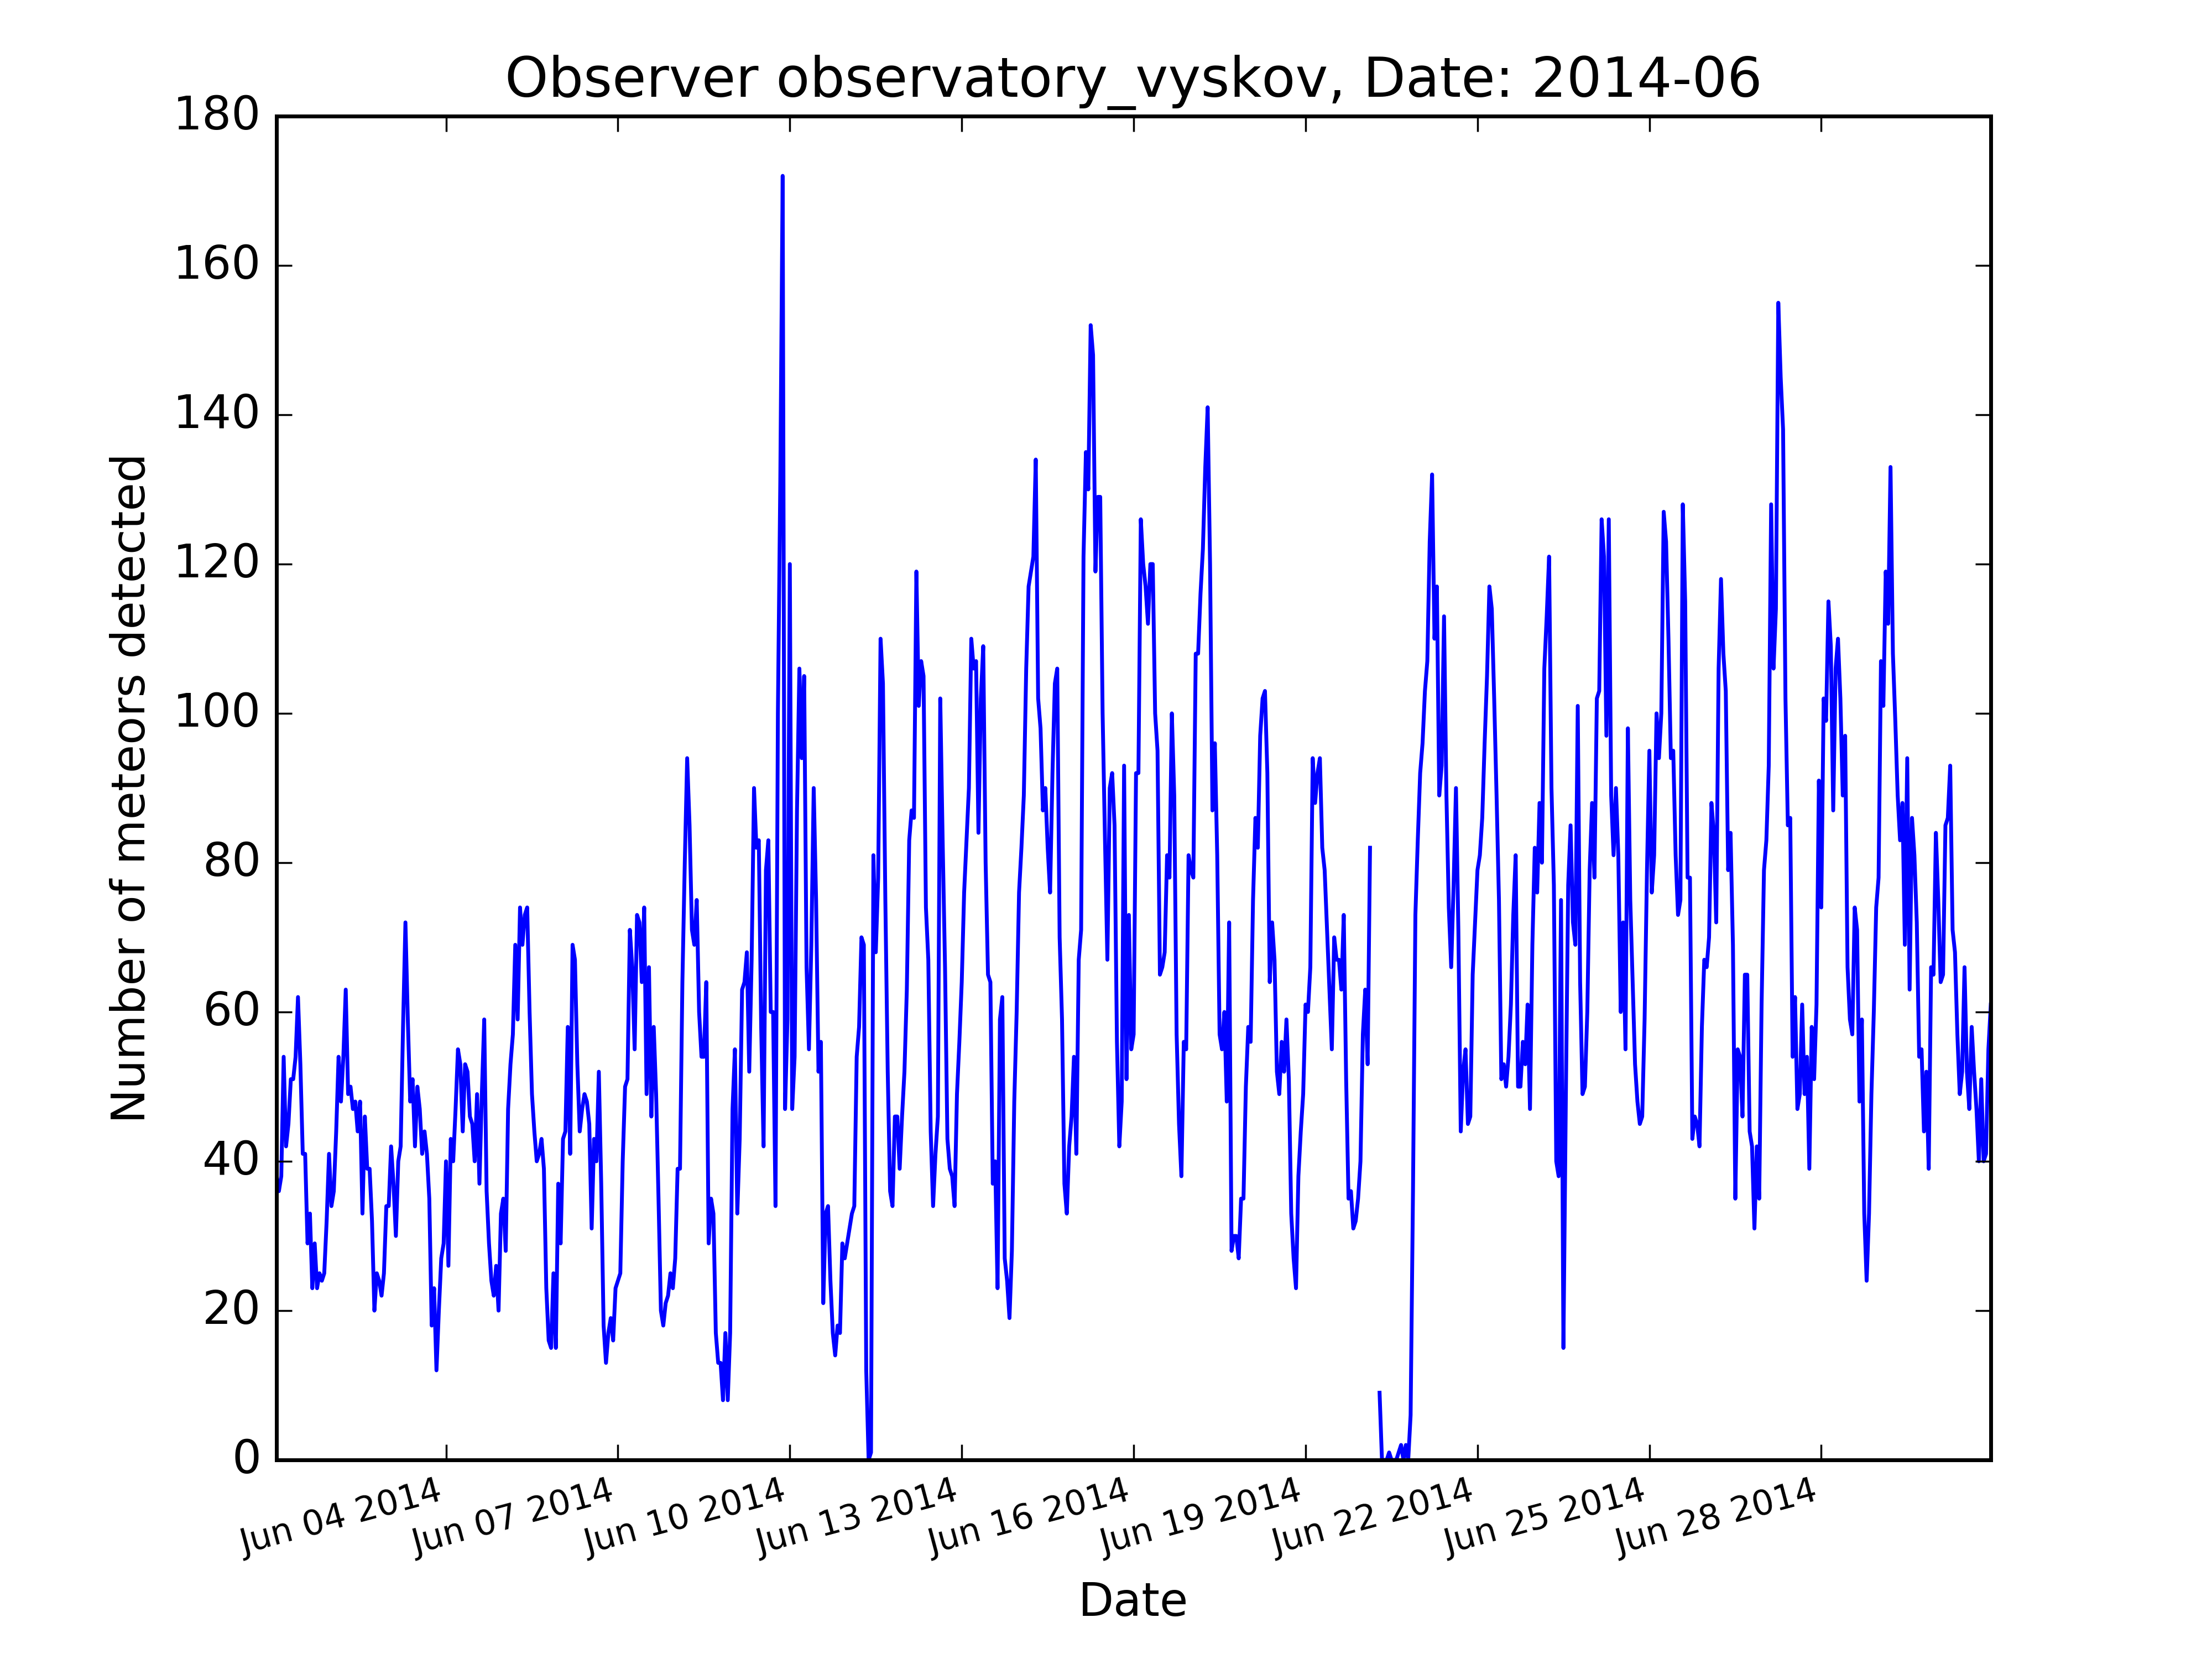 Observer observatory_vyskov, Date: 2014-06
Number of meteors detected
180
160
140
120
100
80
60
40
20
0
Jun 04 2014
Jun 07 2014
Jun 10 2014
Jun 13 2014
Jun 16 2014
Jun 19 2014
Jun 22 2014
Jun 25 2014
Jun 28 2014
Date